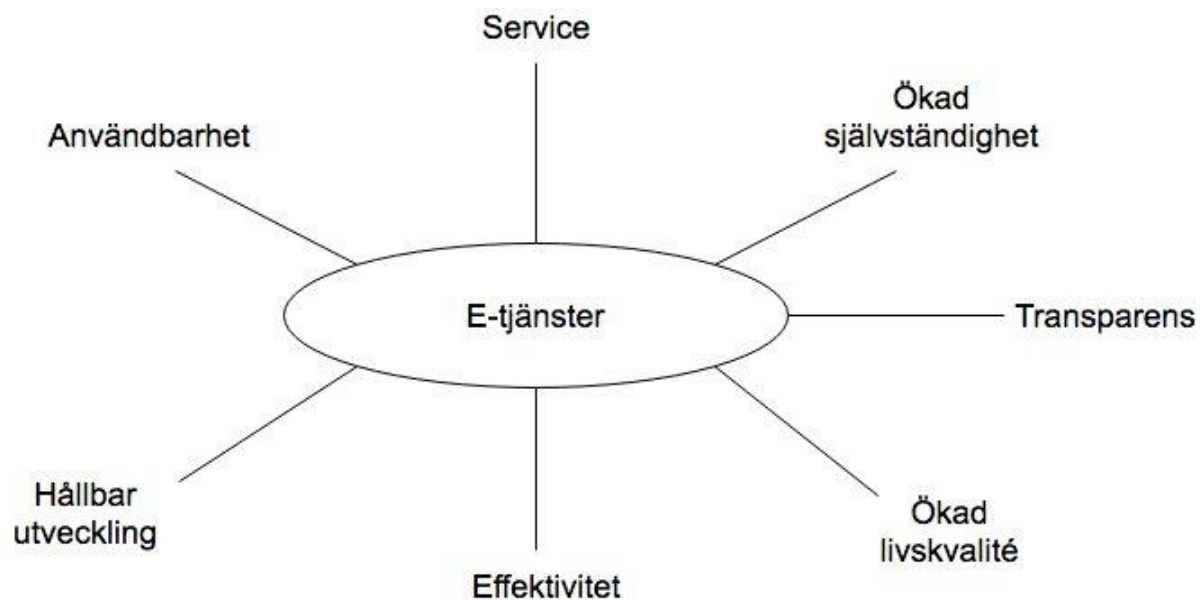 Service
Ökad
självständighet
Användbarhet
E-tjänster
Transparens
Hållbar
utveckling
Ökad
livskvalité
Effektivitet